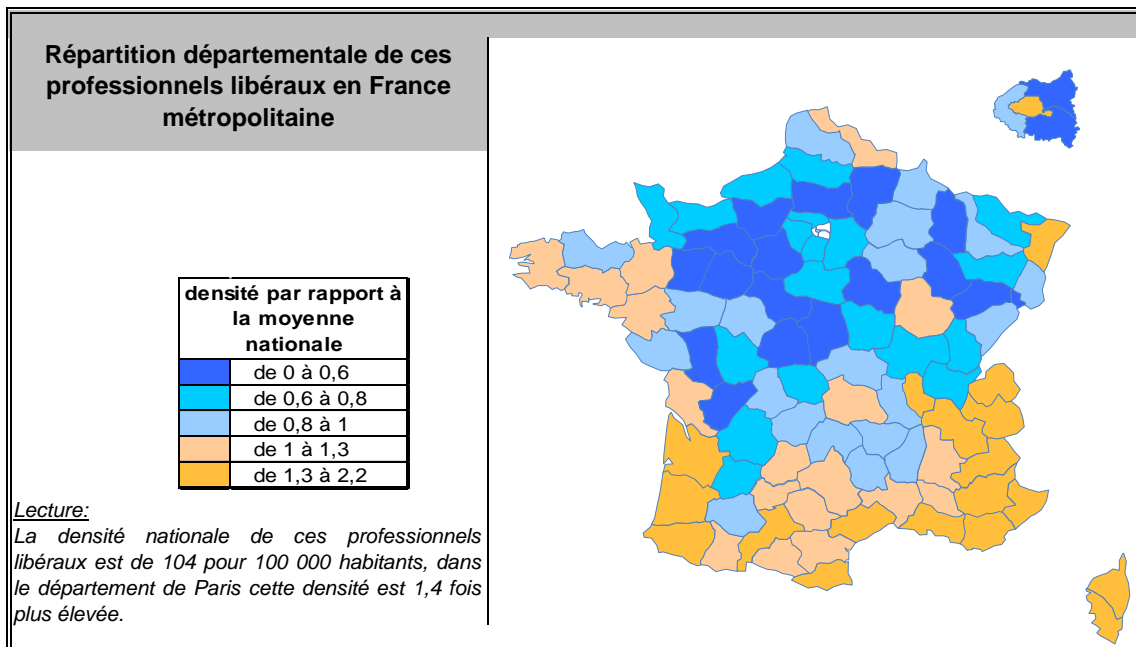 Répartition départementale de ces
professionnels libéraux en France
métropolitaine
densité par rapport à
la moyenne
nationale
de 0 à 0,6
de 0,6 à 0,8
de 0,8 à 1
de 1 à 1,3
de 1,3 à 2,2
Lecture:
La densité nationale de ces professionnels
libéraux est de 104 pour 100 000 habitants, dans
le département de Paris cette densité est 1,4 fois
plus élevée.